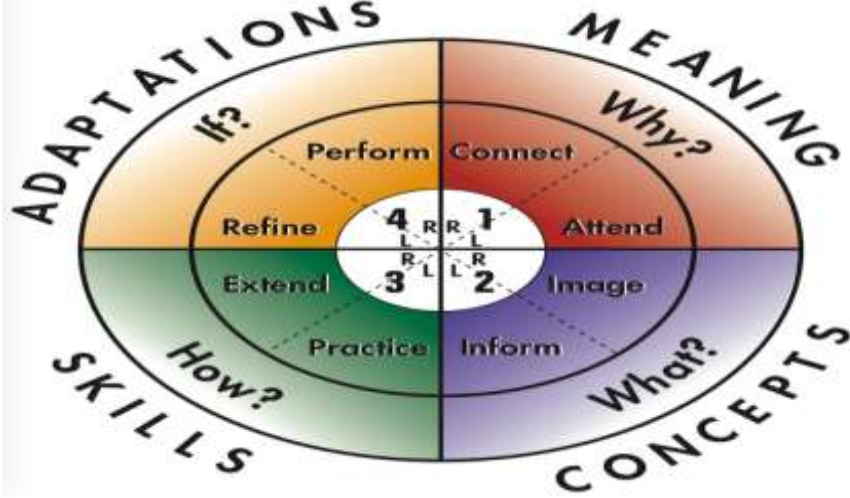 ADAPTATIONS
MEANING
If?
Why?
Perform
Connect
Refine
4
R
R
1
Attend
L
L
Extend
R
R
Image
3
L
L
2
Practice
Inform
How?
What?
SKILLS
CONCEPTS